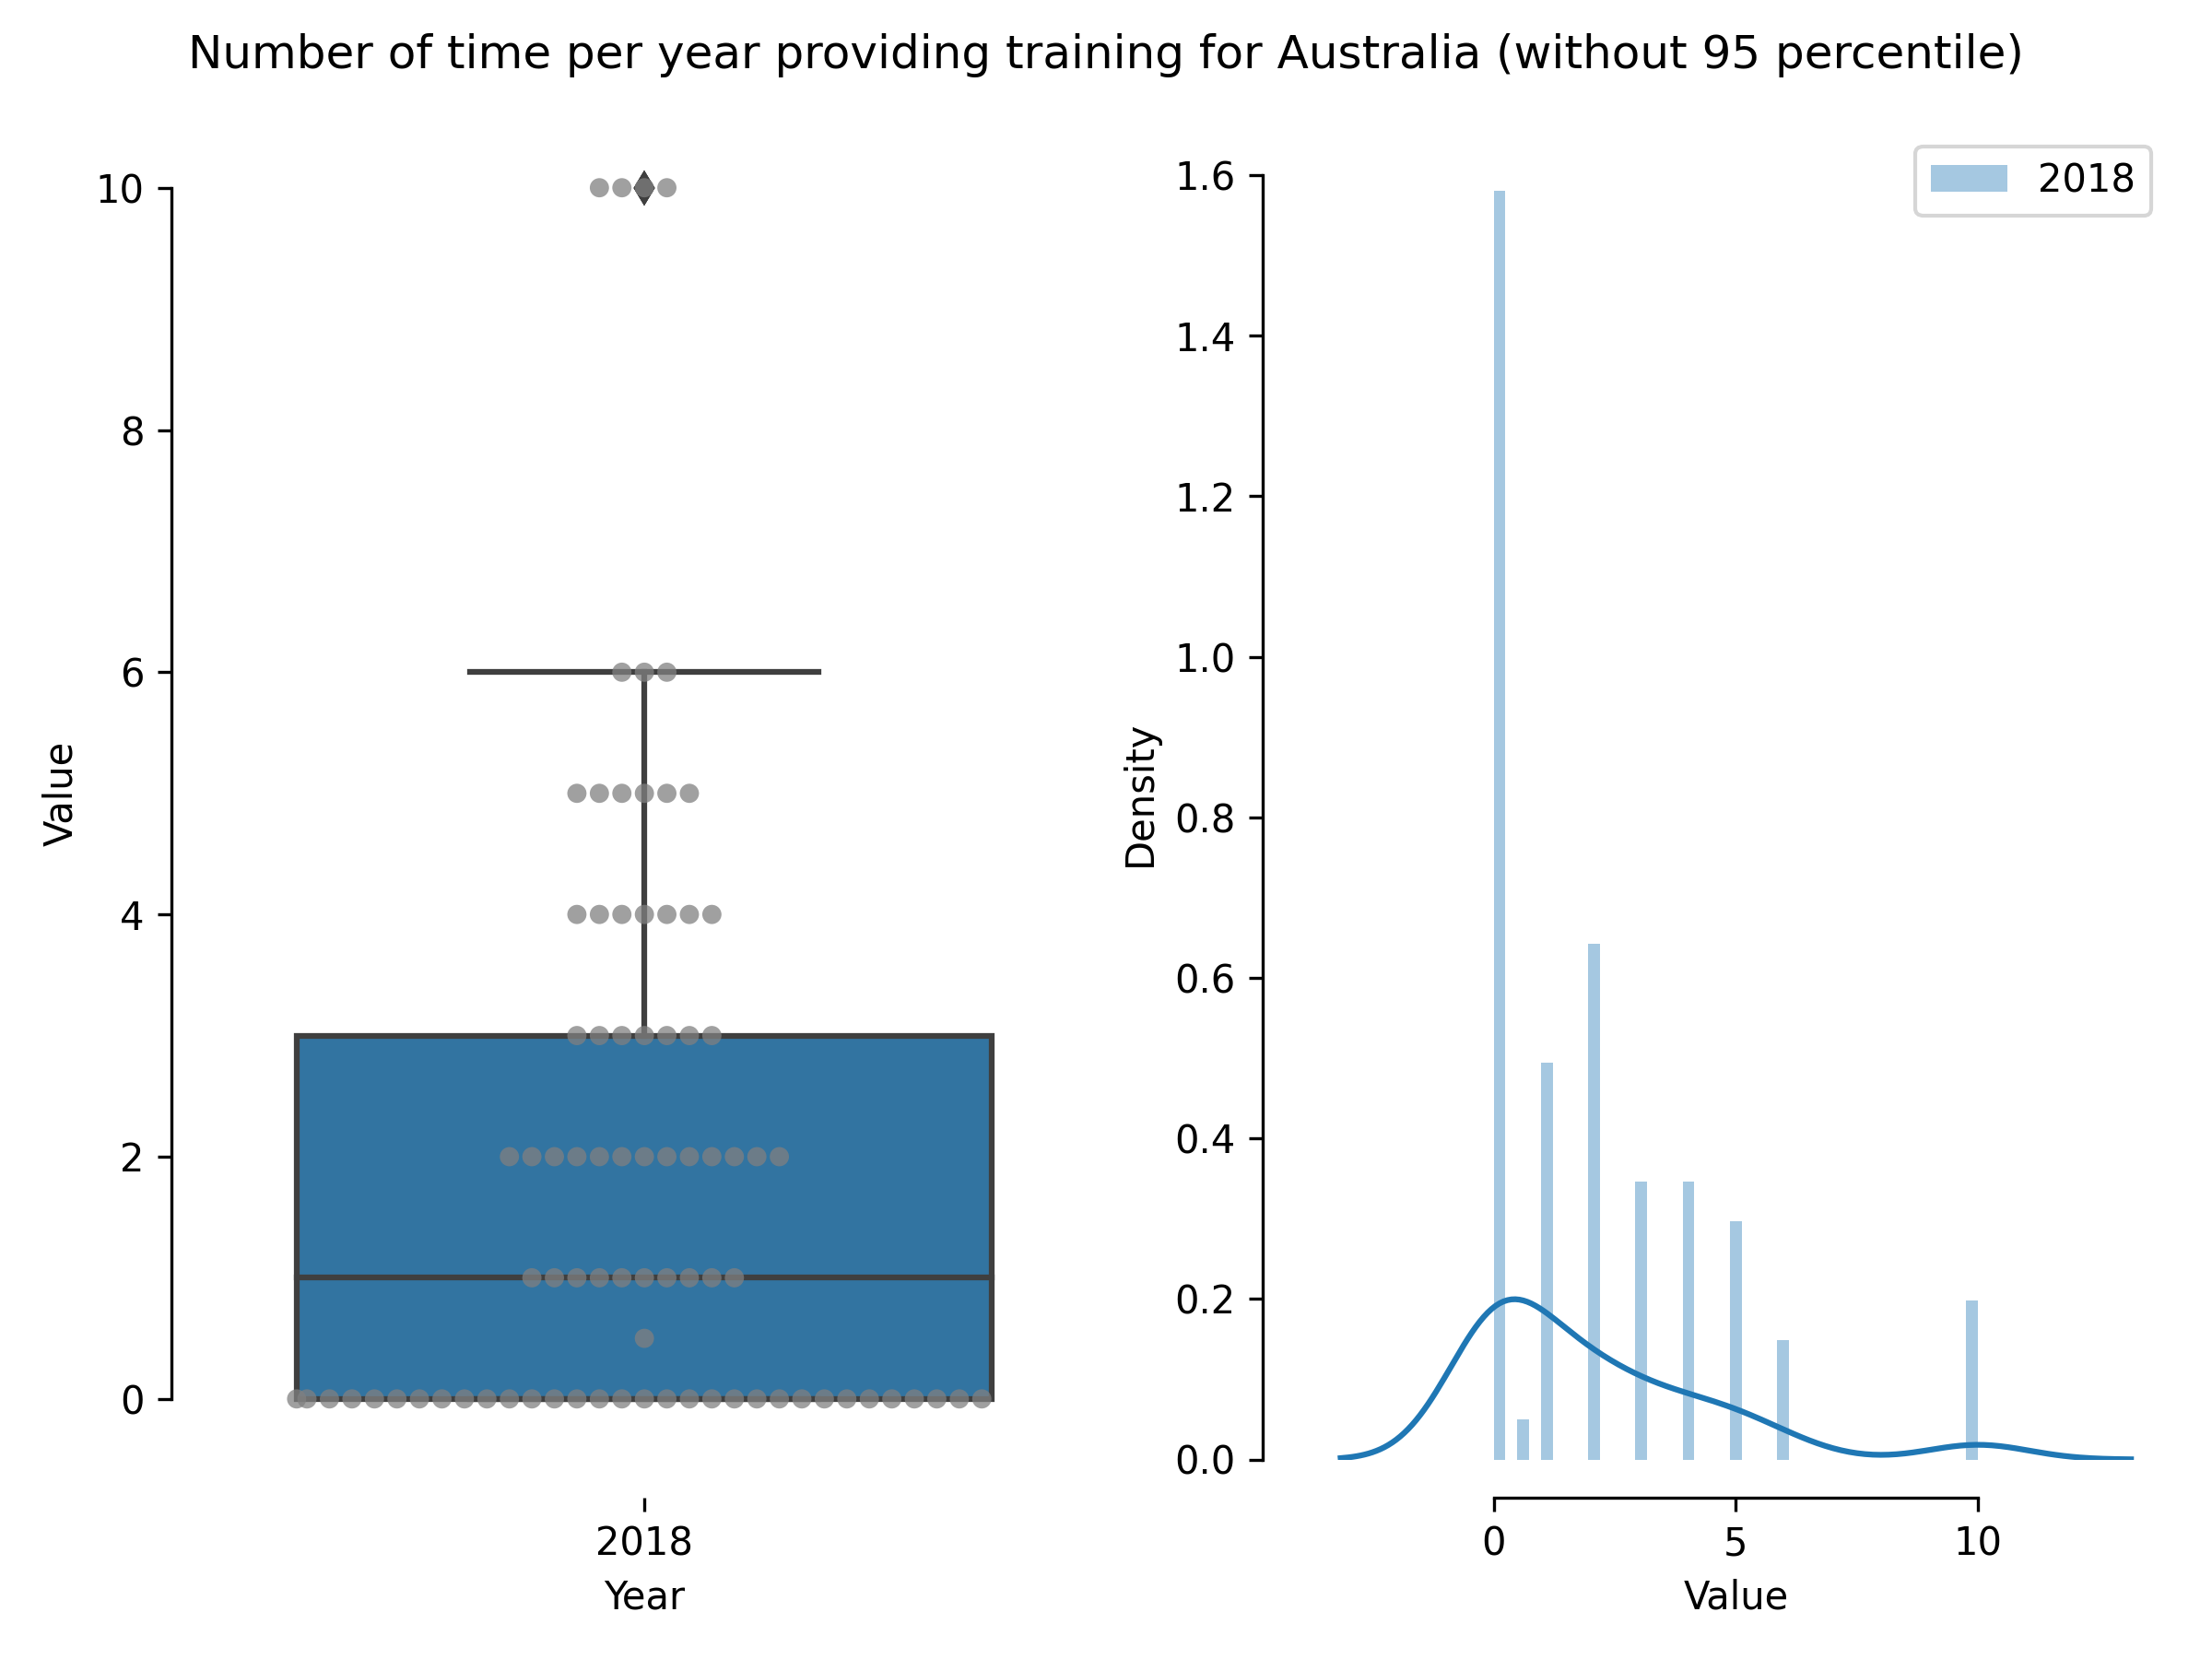 Number of time per year providing training for Australia (without 95 percentile)
10
8
6
4
2
0
Value
2018
Year
1.6
1.4
1.2
1.0
0.8
0.6
0.4
0.2
0.0
Density
2018
0 5 10
Value